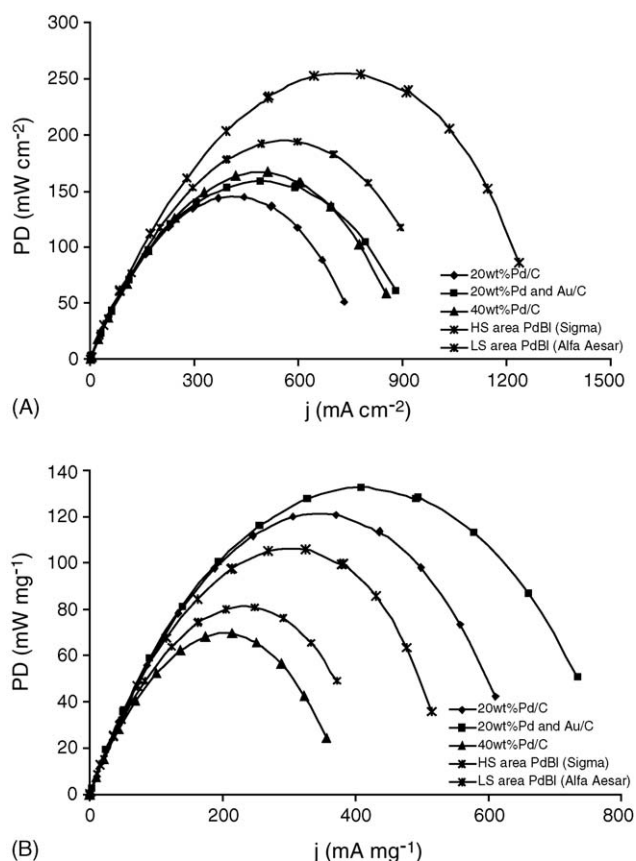 300
250
200
150
100
50
0
PD (mW cm-2)
20wt%Pd/C
20wt%Pd and Au/C
40wt%Pd/C
HS area PdBl (Sigma)
LS area PdBl (Alfa Aesar)
0 300 600 900 1200 1500
(A)
j (mA cm-2)
140
120
100
80
60
40
20
0
PD (mW mg-1)
20wt%Pd/C
20wt%Pd and Au/C
40wt%Pd/C
HS area PdBl (Sigma)
LS area PdBl (Alfa Aesar)
0 200 400 600 800
(B)
j (mA mg-1)